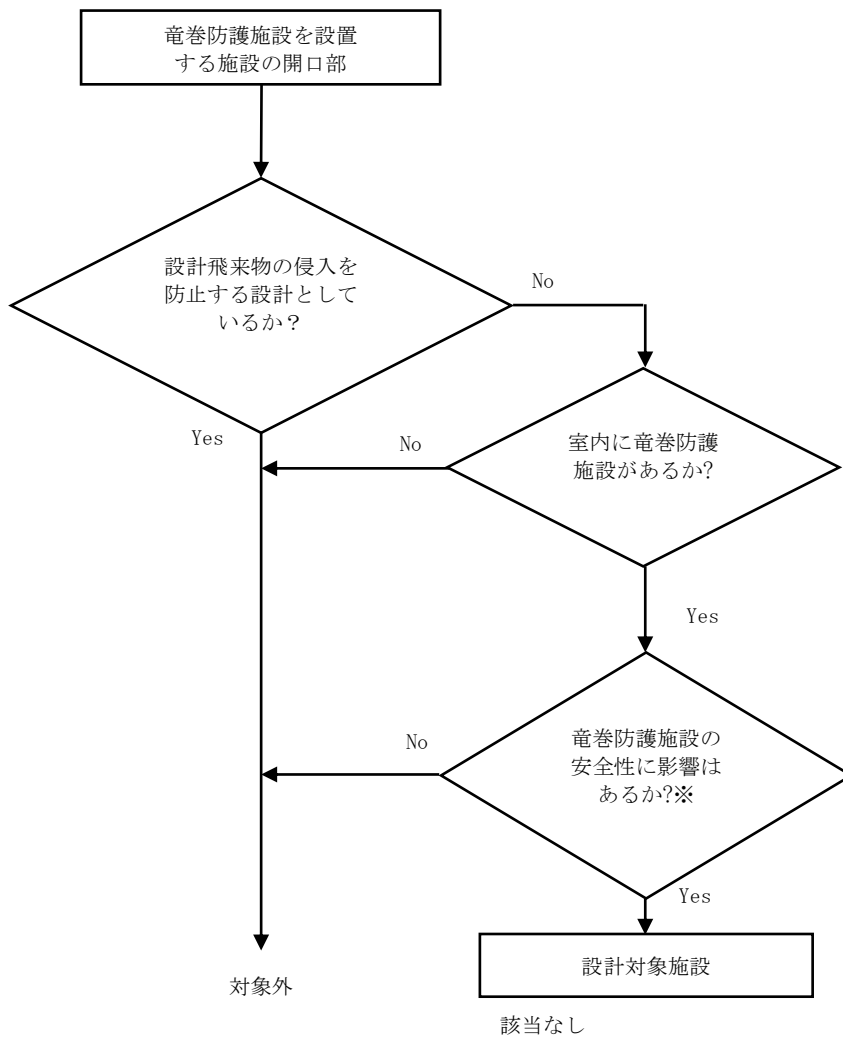 竜巻防護施設を設置
する施設の開口部
設計飛来物の侵入を
防止する設計として
いるか？
No
Yes
No
室内に竜巻防護
施設があるか?
Yes
No
竜巻防護施設の
安全性に影響は
あるか?※
Yes
対象外
設計対象施設
該当なし